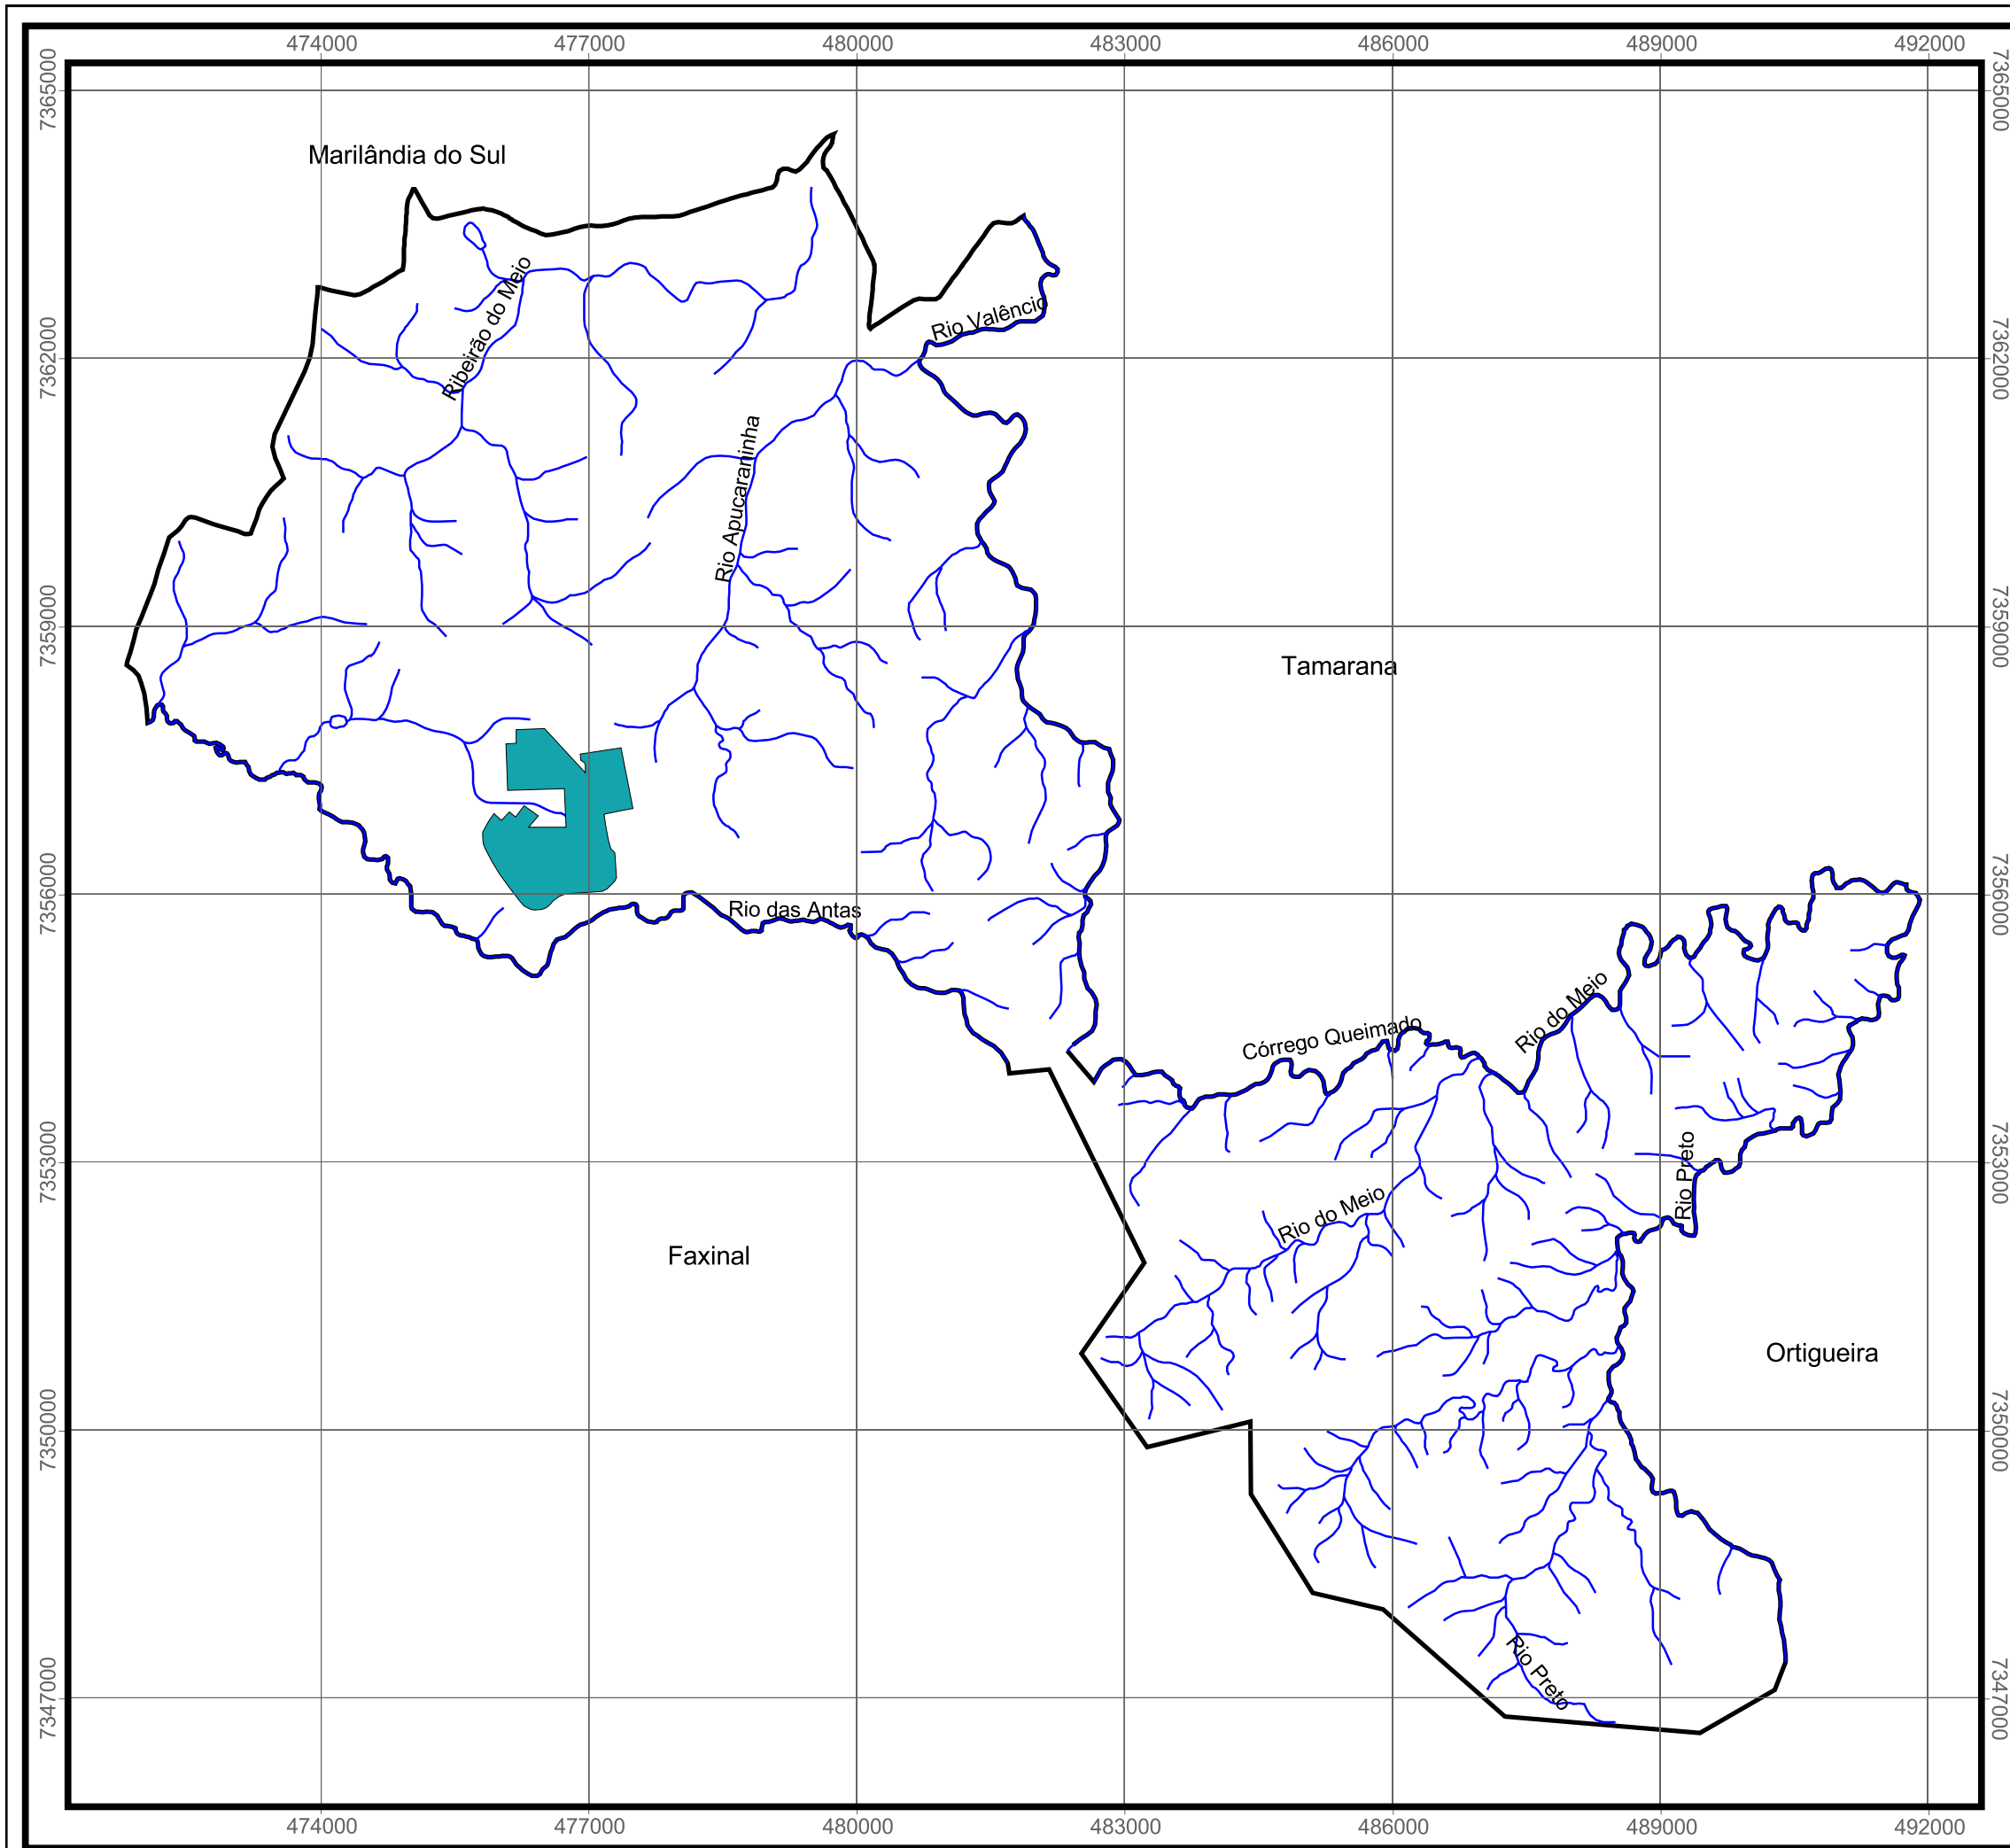 474000 477000 480000 483000 486000 489000 492000
7365000 7365000
Marilândia do Sul
Ribeirão do Meio
Rio Valêncio
7362000 7362000
Rio Apucaraninha
7359000 7359000
Tamarana
7356000 7356000
Rio das Antas
Rio do Meio
Córrego Queimado
7353000 7353000
Rio Preto
Rio do Meio
Faxinal
Ortigueira
7350000 7350000
Rio Preto
7347000 7347000
474000 477000 480000 483000 486000 489000 492000